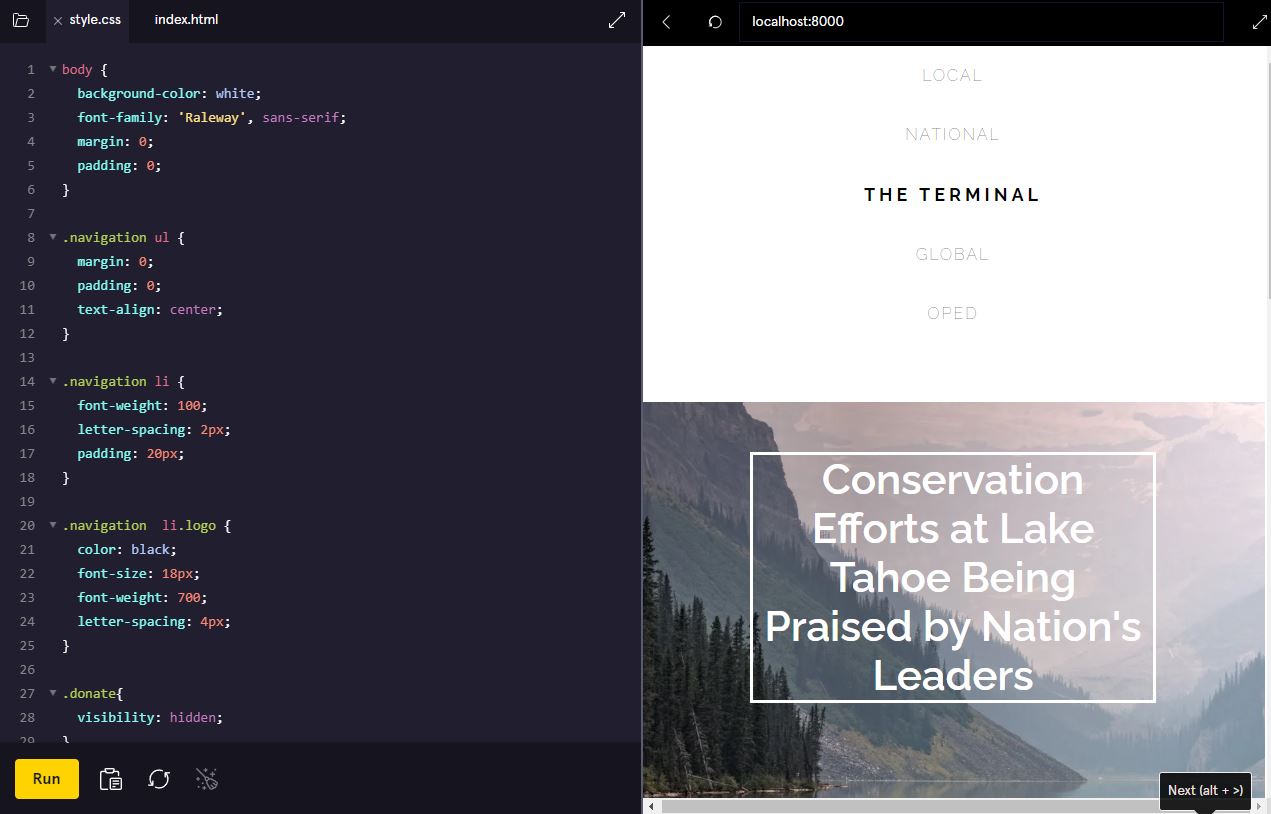 style.css
index.html
1 body {
2 background-color: white;
3 font-family: 'Raleway', sans-serif;
4 margin: 0;
5 padding: 0;
6 }
7
8 .navigation ul {
9 margin: 0;
10 padding: 0;
11 text-align: center;
12 }
13
14 .navigation li {
15 font-weight: 100;
16 letter-spacing: 2px;
17 padding: 20px;
18 }
19
20 .navigation  li.logo {
21 color: black;
22 font-size: 18px;
23 font-weight: 700;
24 letter-spacing: 4px;
25 }
26
27 .donate{
28 visibility: hidden;
29 }
Run
localhost:8000
LOCAL
NATIONAL
THE TERMINAL
GLOBAL
OPED
Conservation
Efforts at Lake
Tahoe Being
Praised by Nation's
Leaders
Next (alt + >)